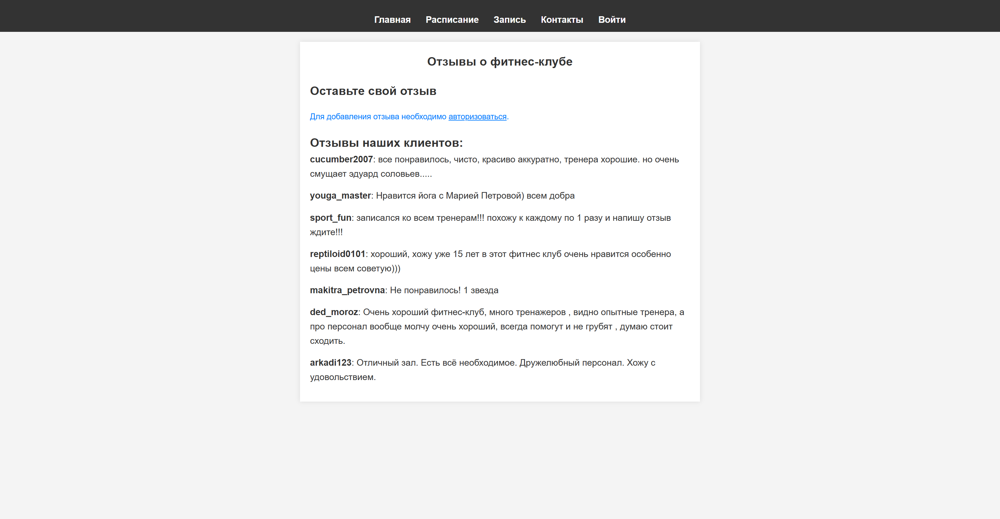 Главная Расписание Запись Контакты Войти
Отзывы о фитнес-клубе
Оставьте свой отзыв
Для добавления отзыва необходимо авторизоваться.
Отзывы наших клиентов:
cucumber2007: все понравилось, чисто, красиво аккуратно, тренера хорошие. но очень
смущает эдуард соловьев.....
youga_master: Нравится йога с Марией Петровой) всем добра
sport_fun: записался ко всем тренерам!!! похожу к каждому по 1 разу и напишу отзыв
ждите!!!
reptiloid0101: хороший, хожу уже 15 лет в этот фитнес клуб очень нравится особенно
цены всем советую)))
makitra_petrovna: Не понравилось! 1 звезда
ded_moroz: Очень хороший фитнес-клуб, много тренажеров , видно опытные тренера, а
про персонал вообще молчу очень хороший, всегда помогут и не грубят , думаю стоит
сходить.
arkadi123: Отличный зал. Есть всё необходимое. Дружелюбный персонал. Хожу с
удовольствием.